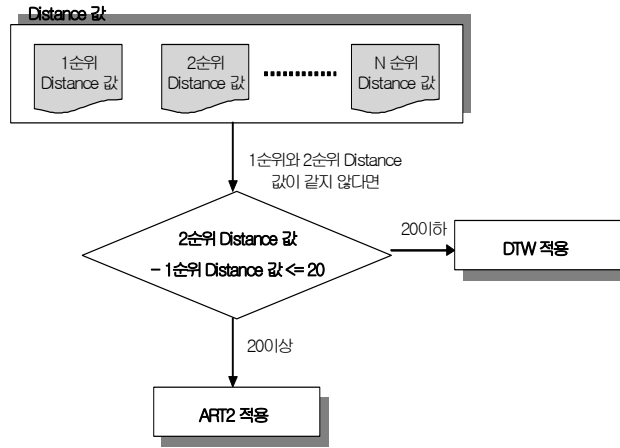 Distance 값
1순위
Distance 값
2순위
Distance 값
N 순위
Distance 값
1순위와 2순위 Distance
값이 같지 않다면
2순위 Distance 값
- 1순위 Distance 값 <= 20
20이하
DTW 적용
20이상
ART2 적용